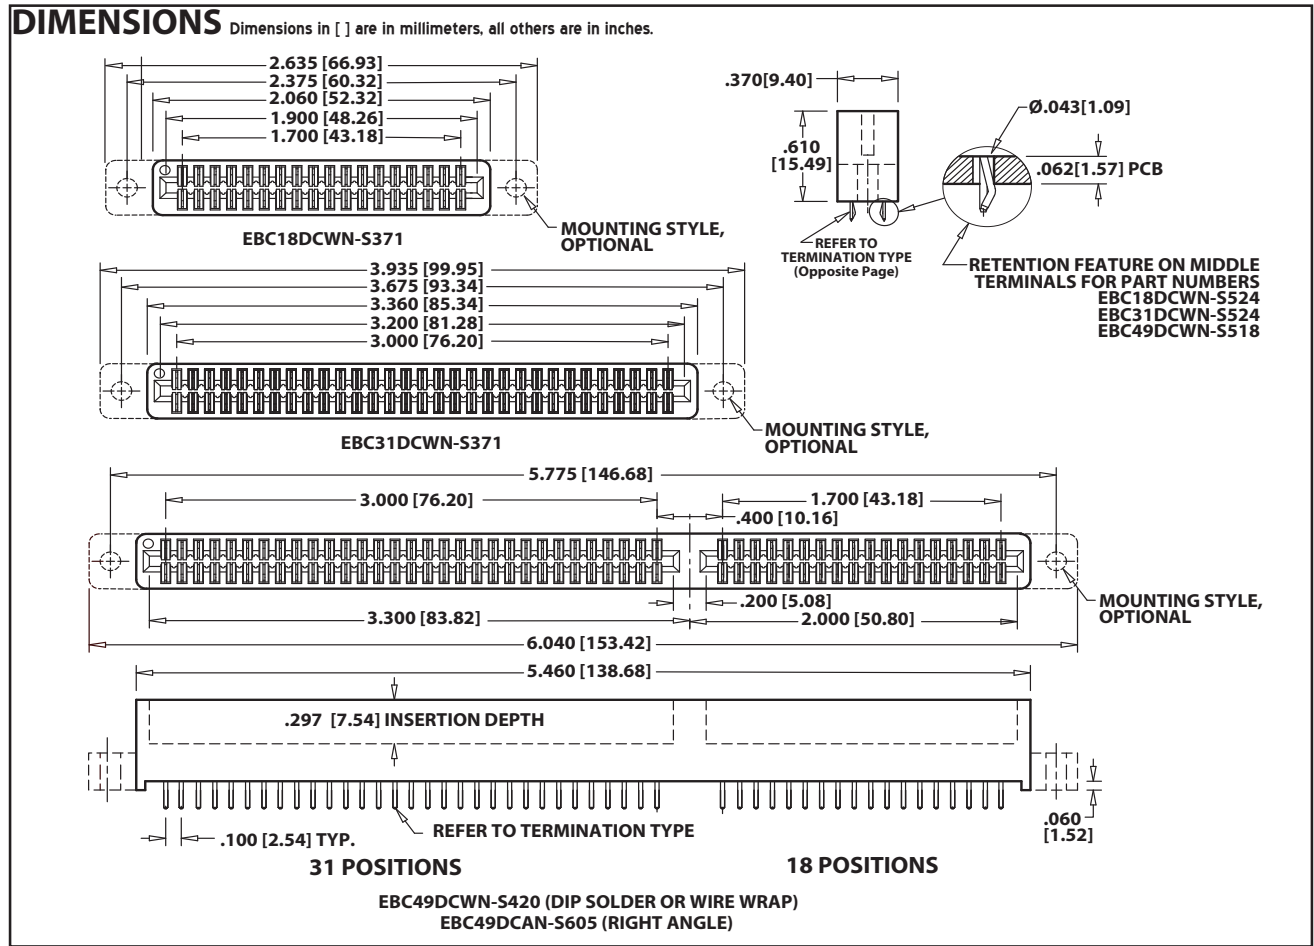 DIMENSIONS Dimensions in [ ] are in millimeters, all others are in inches.
2.635 [66.93]
2.375 [60.32]
2.060 [52.32]
1.900 [48.26]
1.700 [43.18]
MOUNTING STYLE,
OPTIONAL
EBC18DCWN-S371
.370[9.40]
.610
[15.49]
REFER TO
TERMINATION TYPE
(Opposite Page)
Ø.043[1.09]
.062[1.57] PCB
RETENTION FEATURE ON MIDDLE
TERMINALS FOR PART NUMBERS
EBC18DCWN-S524
EBC31DCWN-S524
EBC49DCWN-S518
3.935 [99.95]
3.675 [93.34]
3.360 [85.34]
3.200 [81.28]
3.000 [76.20]
MOUNTING STYLE,
OPTIONAL
EBC31DCWN-S371
5.775 [146.68]
3.000 [76.20]
1.700 [43.18]
.400 [10.16]
MOUNTING STYLE,
OPTIONAL
.200 [5.08]
3.300 [83.82]
2.000 [50.80]
6.040 [153.42]
5.460 [138.68]
.297 [7.54] INSERTION DEPTH
.060
[1.52]
.100 [2.54] TYP.
REFER TO TERMINATION TYPE
31 POSITIONS
18 POSITIONS
EBC49DCWN-S420 (DIP SOLDER OR WIRE WRAP)
EBC49DCAN-S605 (RIGHT ANGLE)